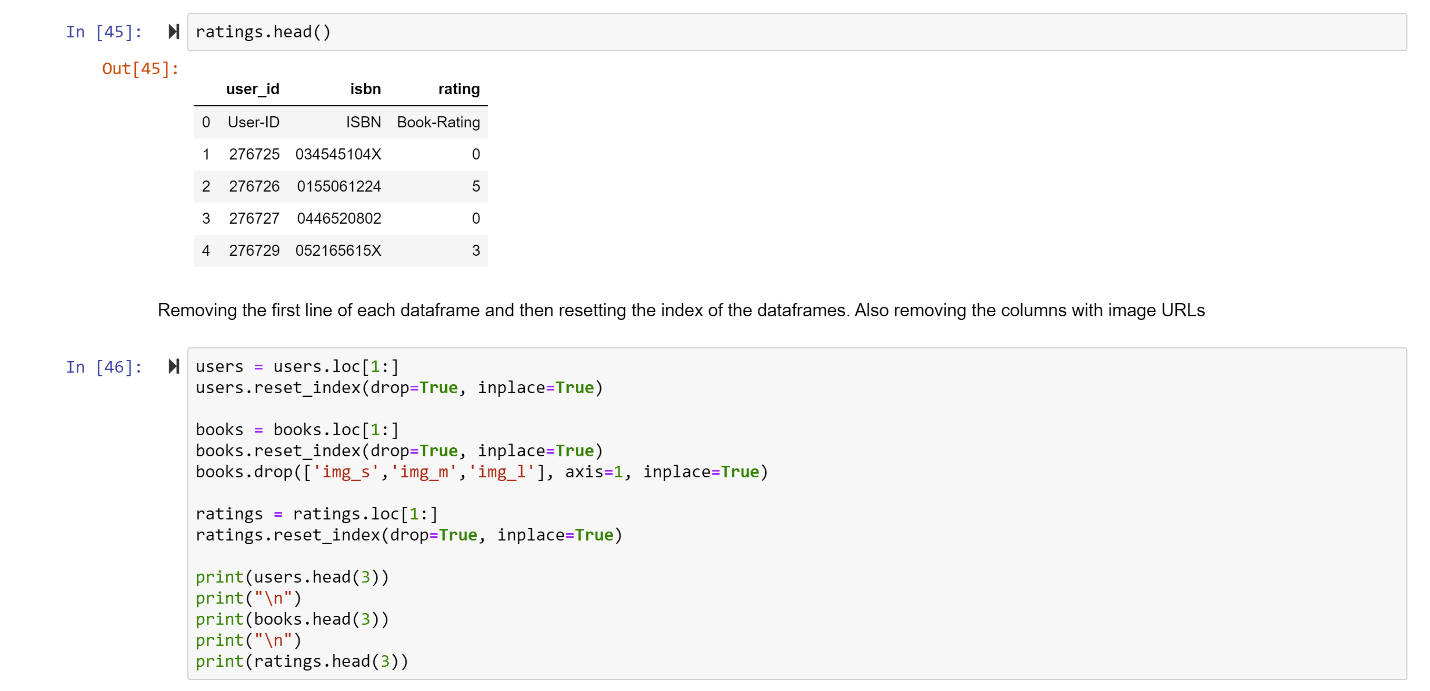 In [45]: ratings.head()
Out[45]:
user_id isbn rating
0 User-ID ISBN Book-Rating
1 276725 034545104X 0
2 276726 0155061224 5
3 276727 0446520802 0
4 276729 052165615X 3
Removing the first line of each dataframe and then resetting the index of the dataframes. Also removing the columns with image URLs
In [46]: users = users.loc[1:]
users.reset_index(drop=True, inplace=True)
books = books.loc[1:]
books.reset_index(drop=True, inplace=True)
books.drop(['img_s','img_m','img_l'], axis=1, inplace=True)
ratings = ratings.loc[1:]
ratings.reset_index(drop=True, inplace=True)
print(users.head(3))
print("\n")
print(books.head(3))
print("\n")
print(ratings.head(3))